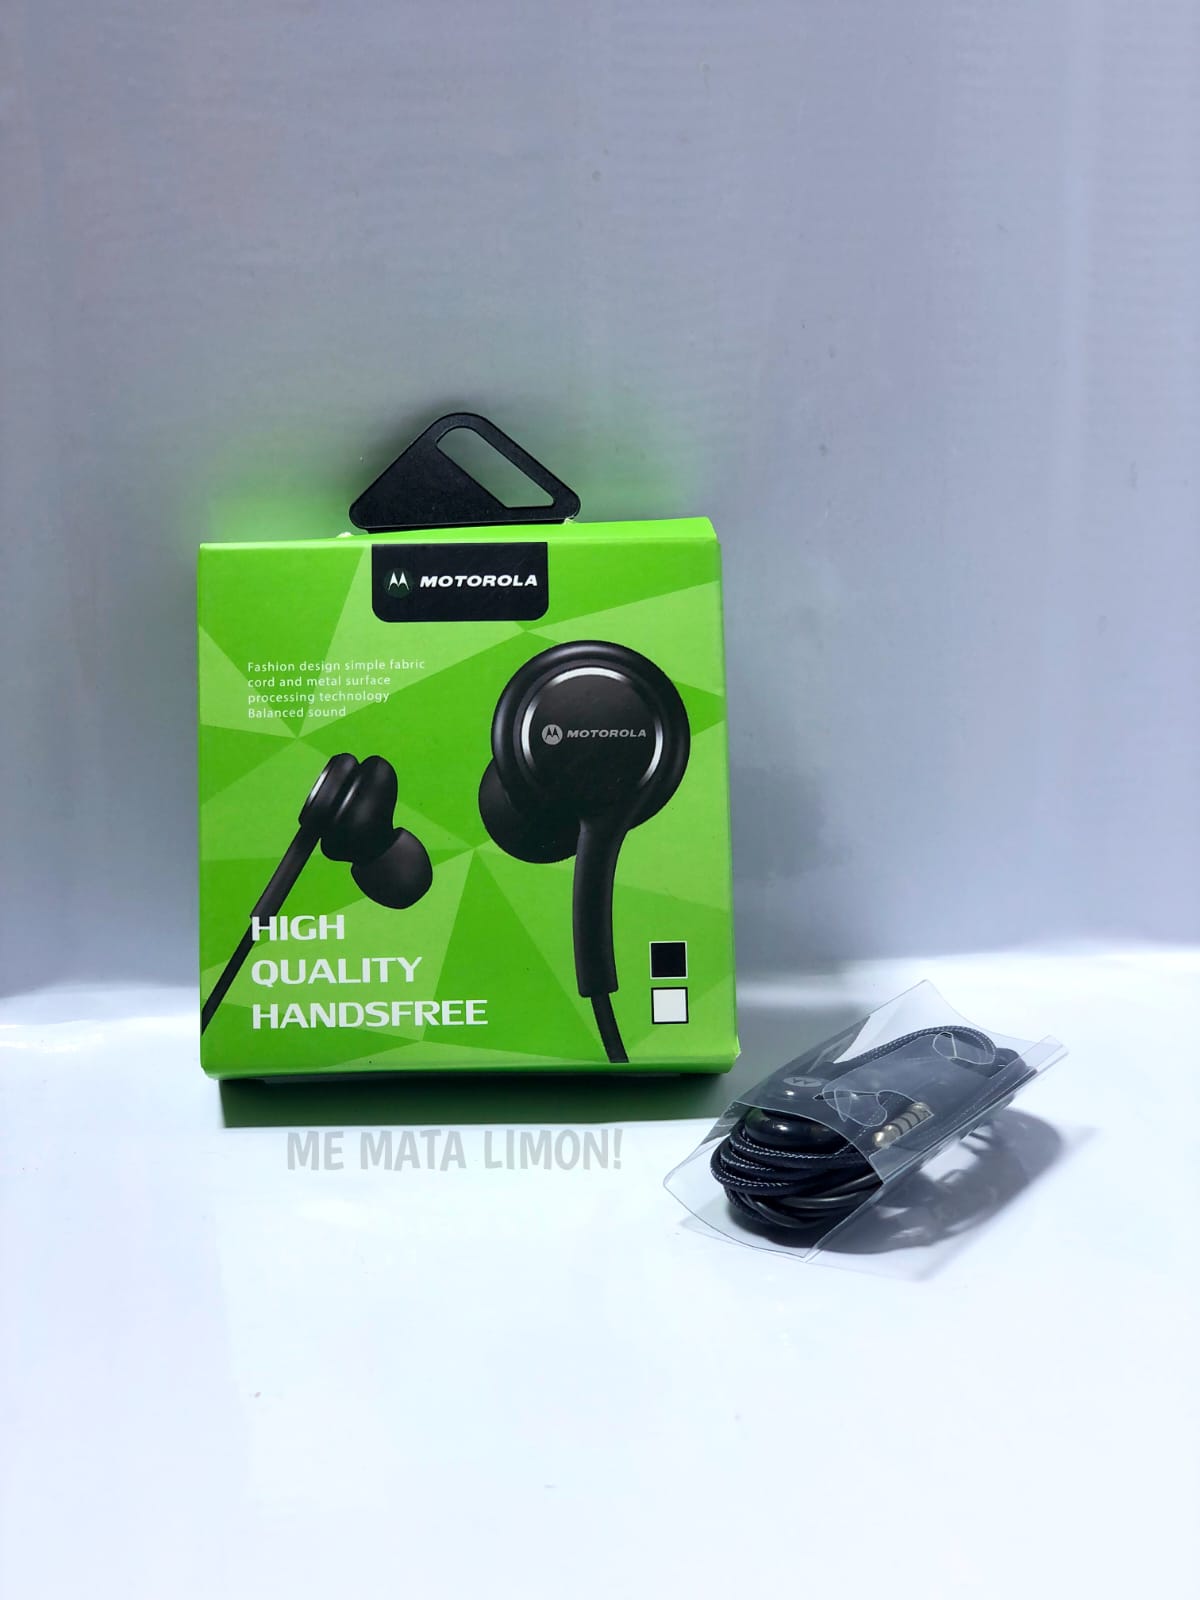 MOTOROLA
Fashion design simple fabric
cord and metal surface
processing technology
Balanced sound
MOTOROLA
HIGH
QUALITY
HANDSFREE
ME MATA LIMON!